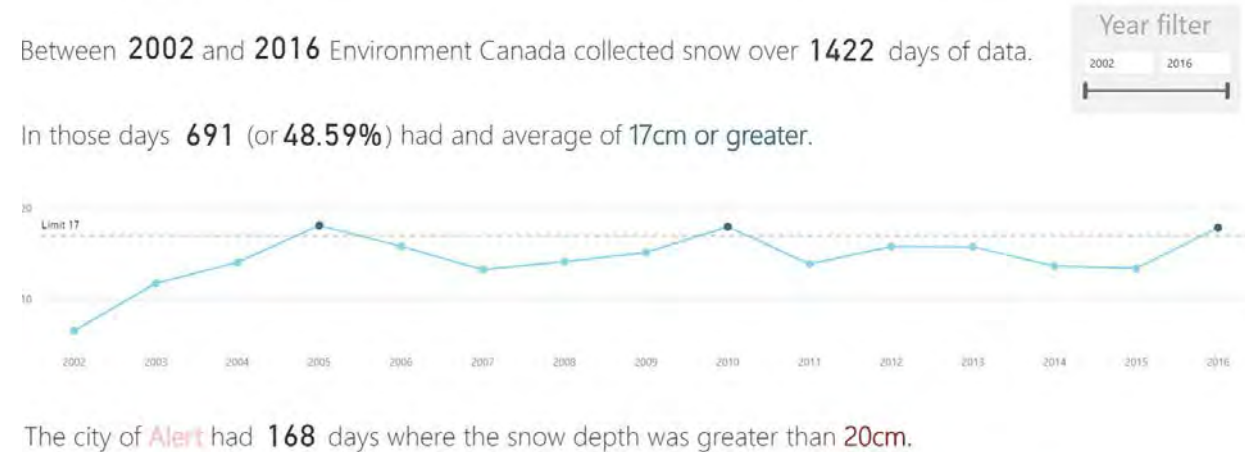 Year filter
Between 2002 and 2016 Environment Canada collected snow over 1422 days of data.
2002 2016
In those days 691 (or 48.59%) had and average of 17cm or greater.
20
Limit 17
10
2002 2003 2004 2005 2006 2007 2008 2009 2010 2011 2012 2013 2014 2015 2016
The city of Alert had 168 days where the snow depth was greater than 20cm.